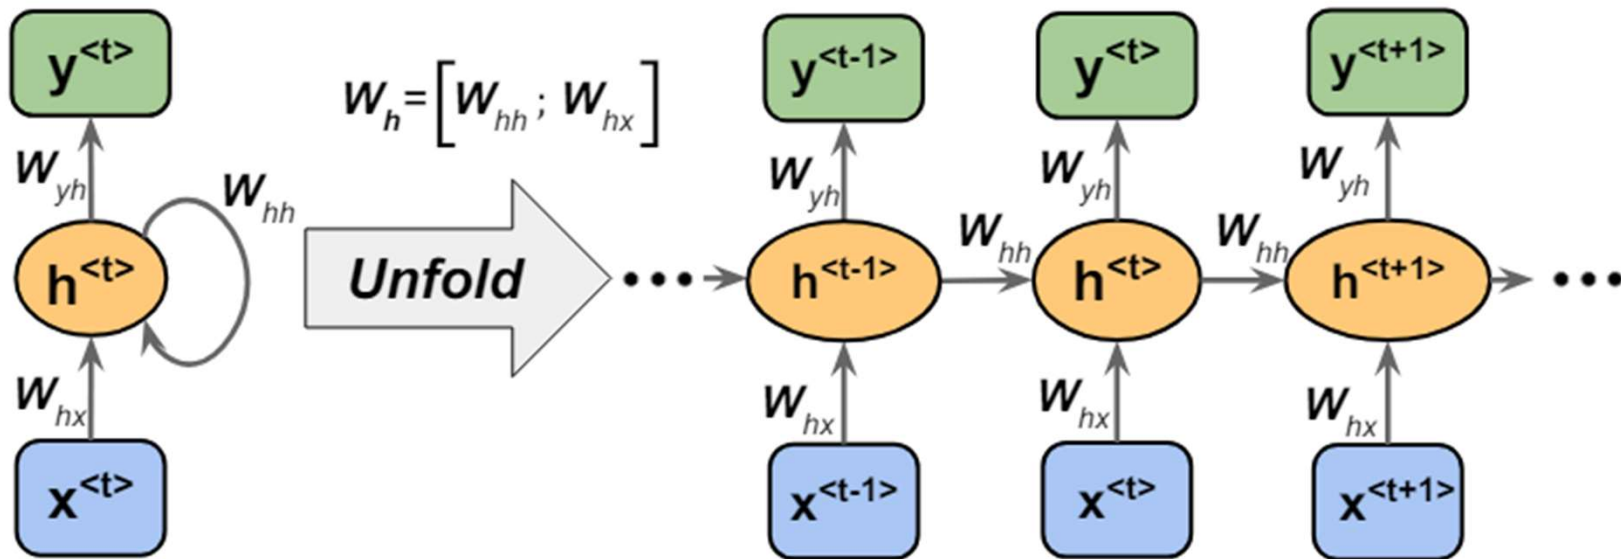 y<t>
W_yh
W_hh
h<t>
W_hx
x<t>
W_h=[W_hh ; W_hx]
Unfold
•••
y<t-1>
y<t>
y<t+1>
W_yh
W_yh
W_yh
h<t-1>
W_hh
h<t>
W_hh
h<t+1>
•••
W_hx
W_hx
W_hx
x<t-1>
x<t>
x<t+1>